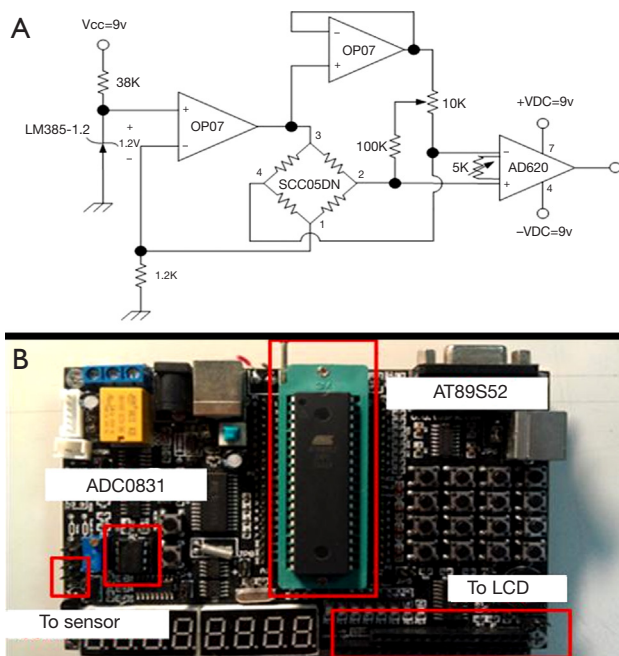 A
Vcc=9v
38K
LM385-1.2
+
1.2V
−
+
−
OP07
−
+
OP07
10K
100K
3
4
SCC05DN
2
1
1.2K
+VDC=9v
7
−
5K
AD620
+
4
−VDC=9v
B
AT89S52
ADC0831
To LCD
To sensor